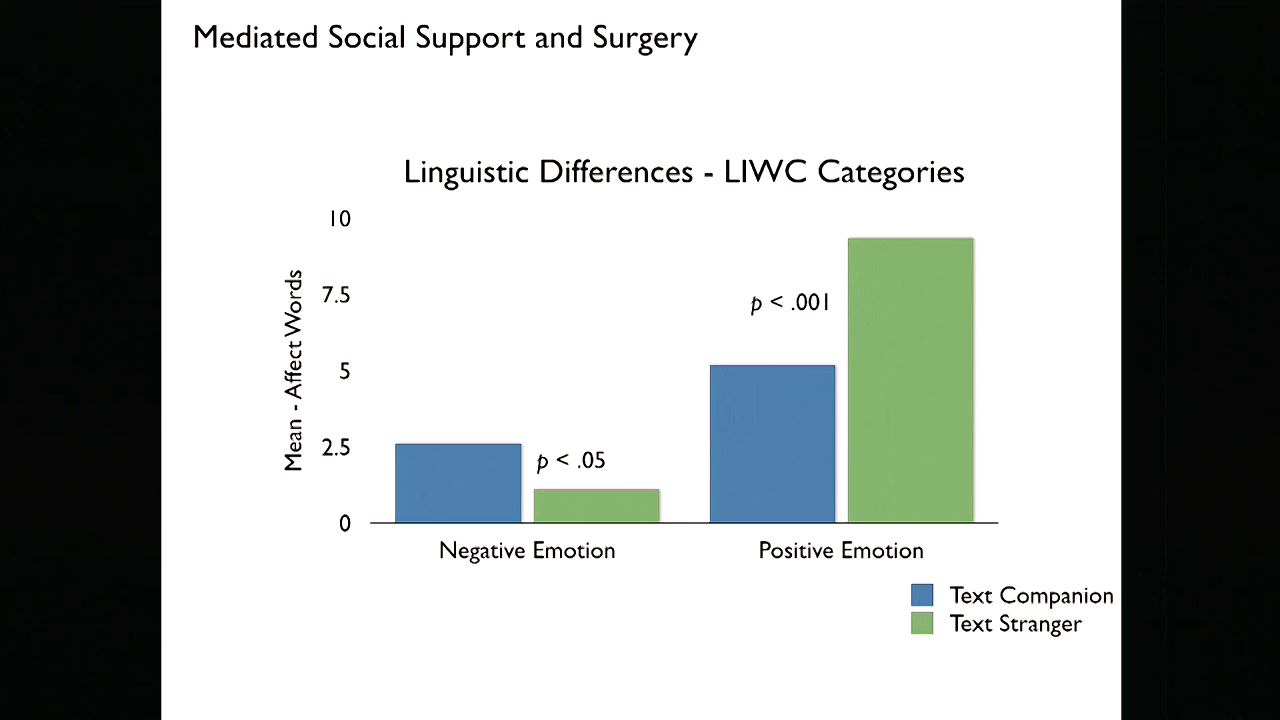 Mediated Social Support and Surgery
Linguistic Differences - LIWC Categories
10
7.5
5
2.5
0
Mean - Affect Words
p < .001
p < .05
Negative Emotion
Positive Emotion
Text Companion
Text Stranger